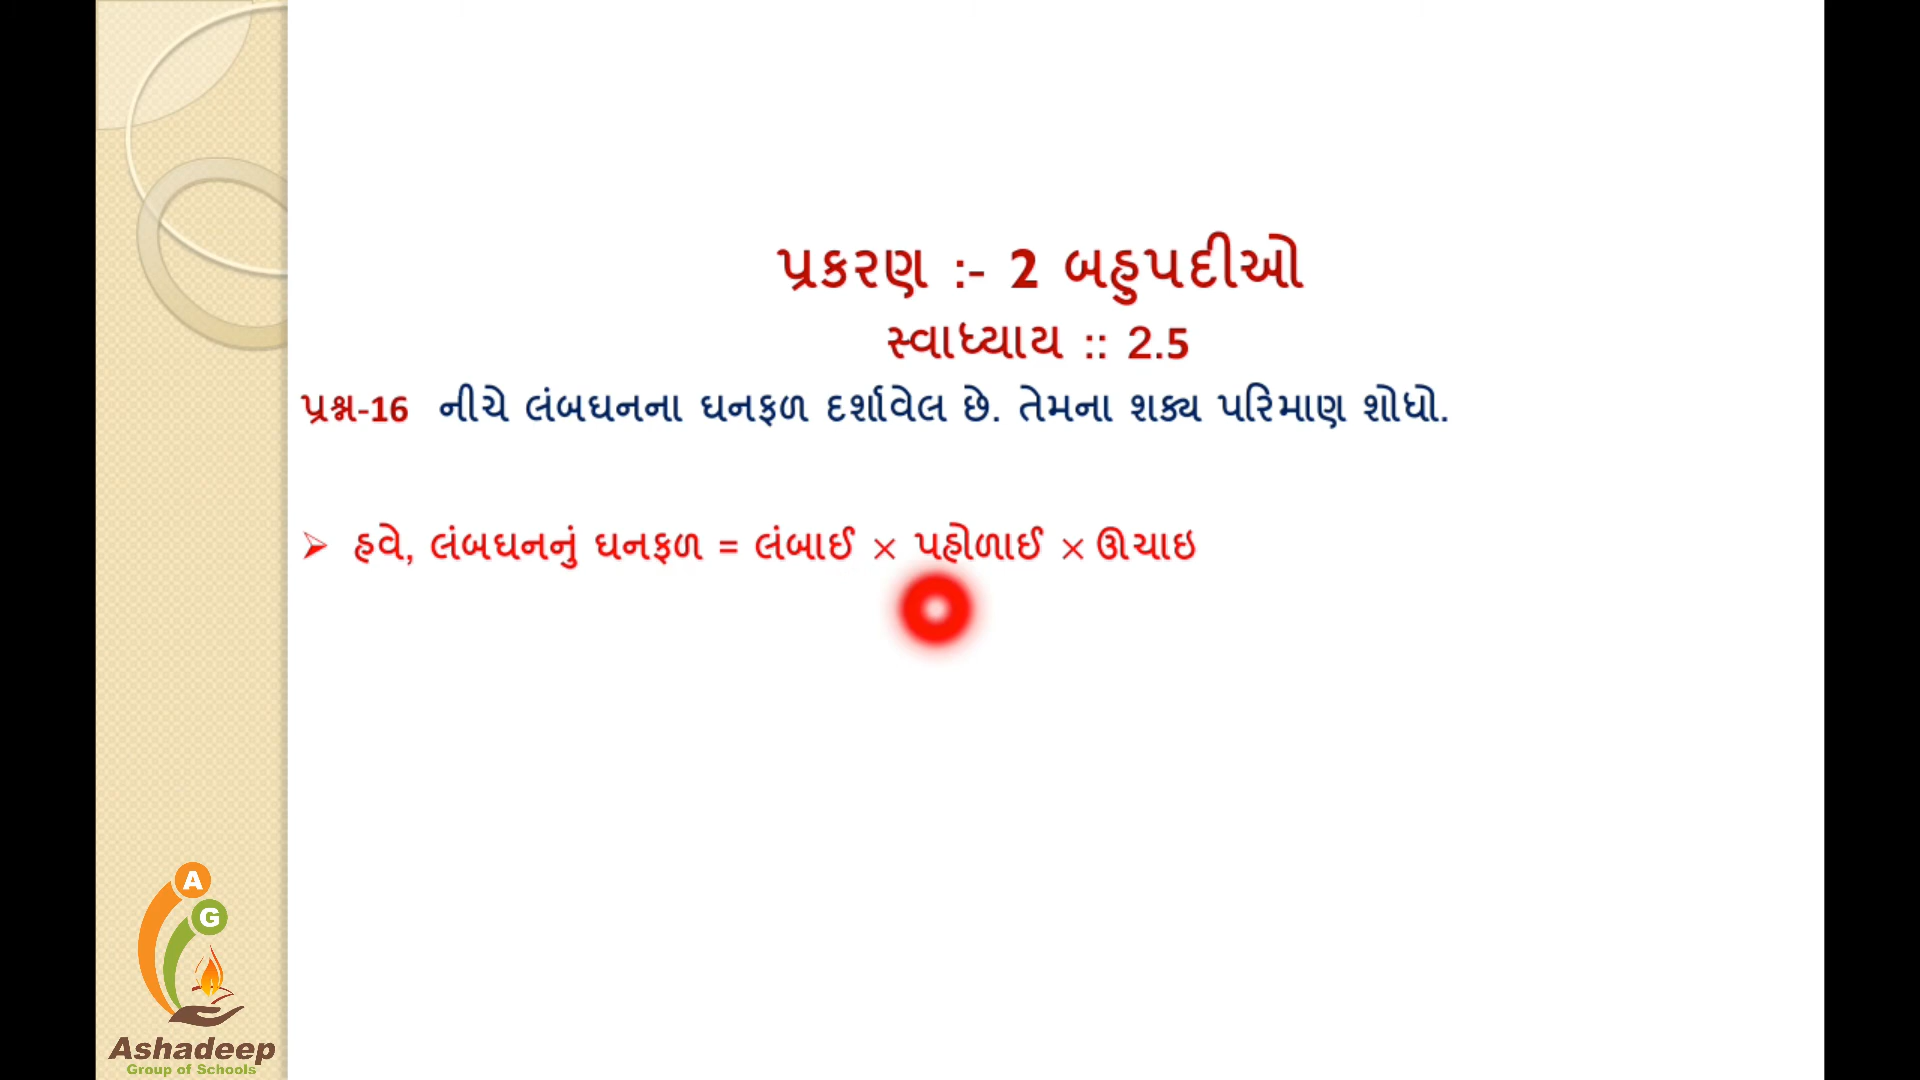 પ્રકરણ :- 2 બહુપદીઓ
સ્વાધ્યાય :: 2.5
પ્રશ્ન-16 નીચે લંબઘનના ઘનફળ દર્શાવેલ છે. તેમના શક્ય પરિમાણ શોધો.
➢ હવે, લંબઘનનું ઘનફળ = લંબાઈ × પહોળાઈ × ઊચાઇ
A
G
Ashadeep
Group of Schools